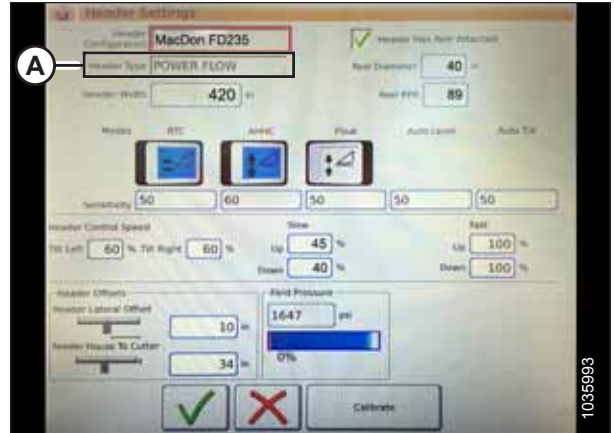 Header Settings
Header Configuration MacDon FD235
Header Has Reel Attached
A
Header Type POWER FLOW
Reel Diameter 40 in
Header Width 420 in
Reel PPR 89
Modes RTC AHHC Float Auto Level Auto Tilt
Sensitivity 50 60 50 50 50
Header Control Speed
Slow
Fast
Tilt Left 60 % Tilt Right 60 % Up 45 % Up 100 %
Down 40 % Down 100 %
Header Offsets
Field Pressure
Header Lateral Offset
10 in
1647 psi
Header House To Cutter
34 in
0%
Calibrate
1035993